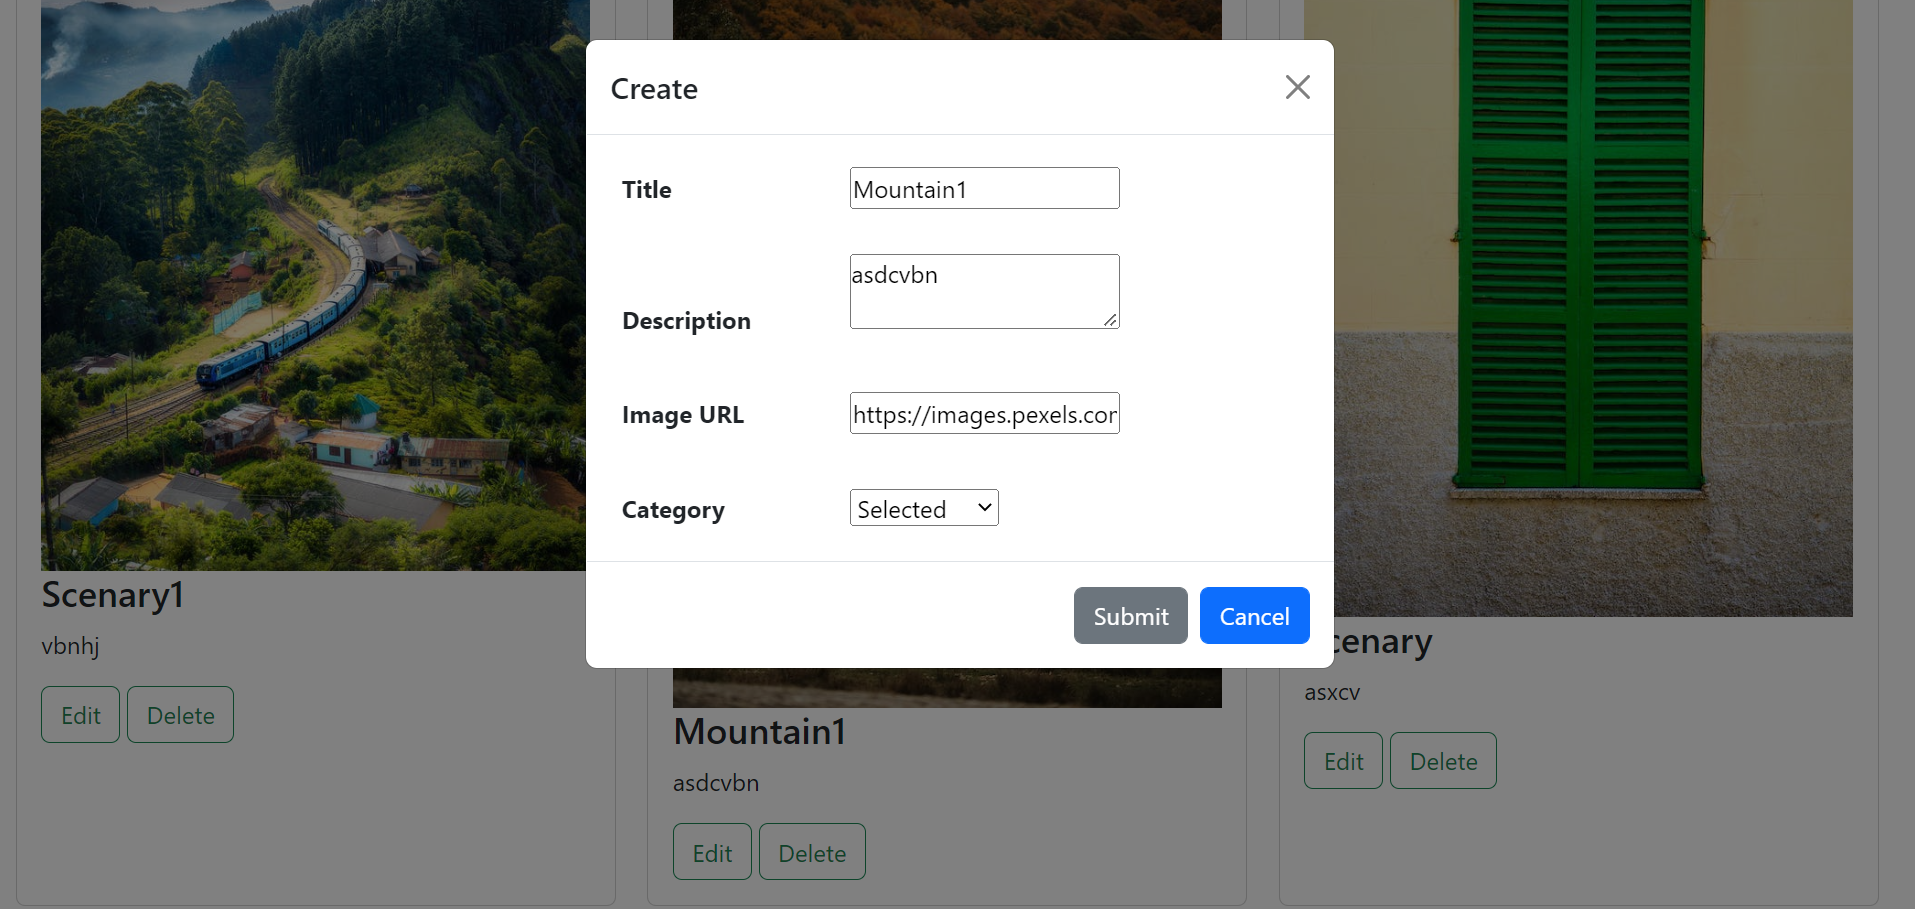 Create
Title
Mountain1
Description
asdcvbn
Image URL
https://images.pexels.cor
Category
Selected
Submit
Cancel
Scenary1
vbnhj
Edit
Delete
Mountain1
asdcvbn
Edit
Delete
cenary
asxcv
Edit
Delete